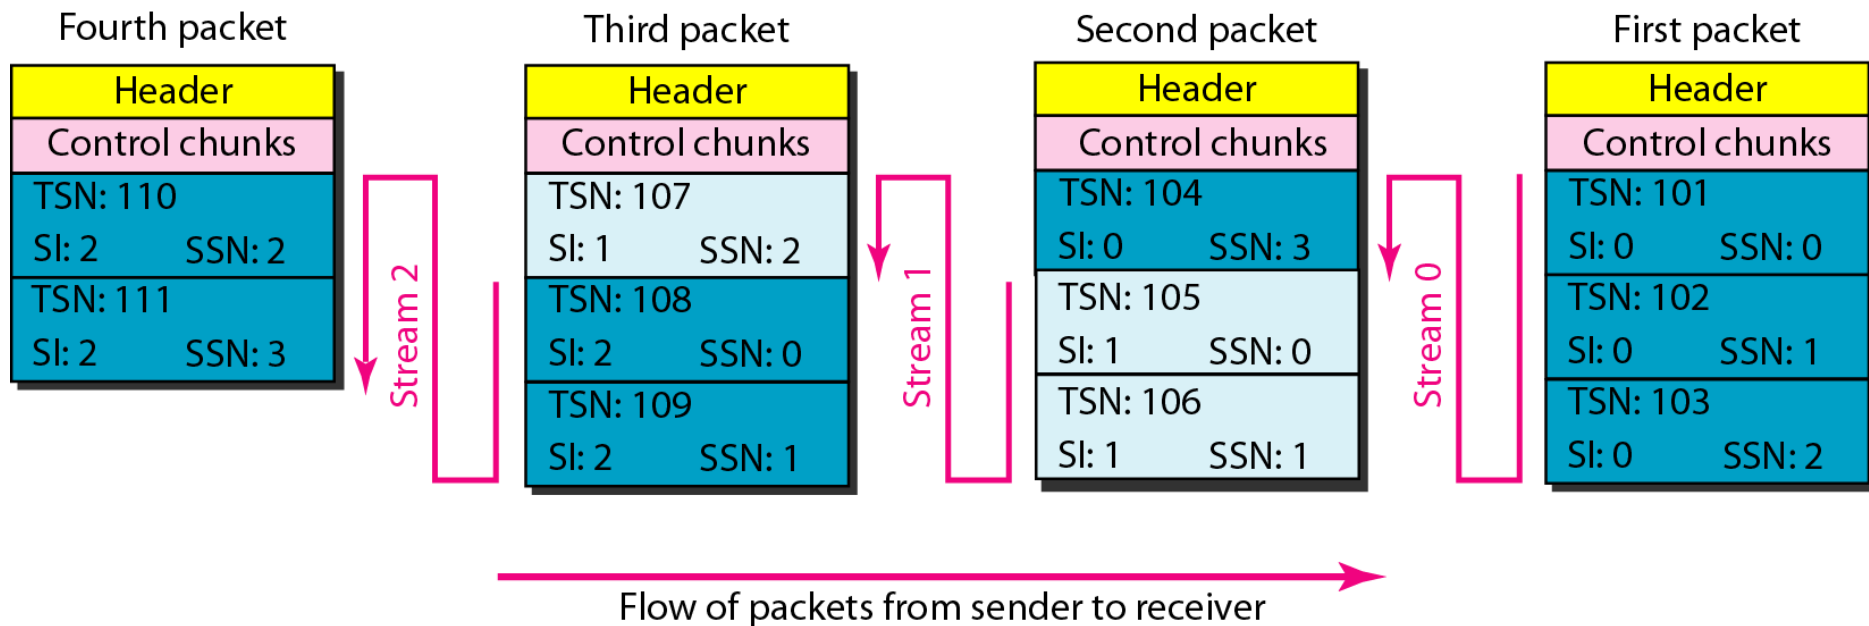 Fourth packet
Header
Control chunks
TSN: 110
SI: 2 SSN: 2
TSN: 111
SI: 2 SSN: 3
Stream 2
Third packet
Header
Control chunks
TSN: 107
SI: 1 SSN: 2
TSN: 108
SI: 2 SSN: 0
TSN: 109
SI: 2 SSN: 1
Stream 1
Second packet
Header
Control chunks
TSN: 104
SI: 0 SSN: 3
TSN: 105
SI: 1 SSN: 0
TSN: 106
SI: 1 SSN: 1
Stream 0
First packet
Header
Control chunks
TSN: 101
SI: 0 SSN: 0
TSN: 102
SI: 0 SSN: 1
TSN: 103
SI: 0 SSN: 2
Flow of packets from sender to receiver